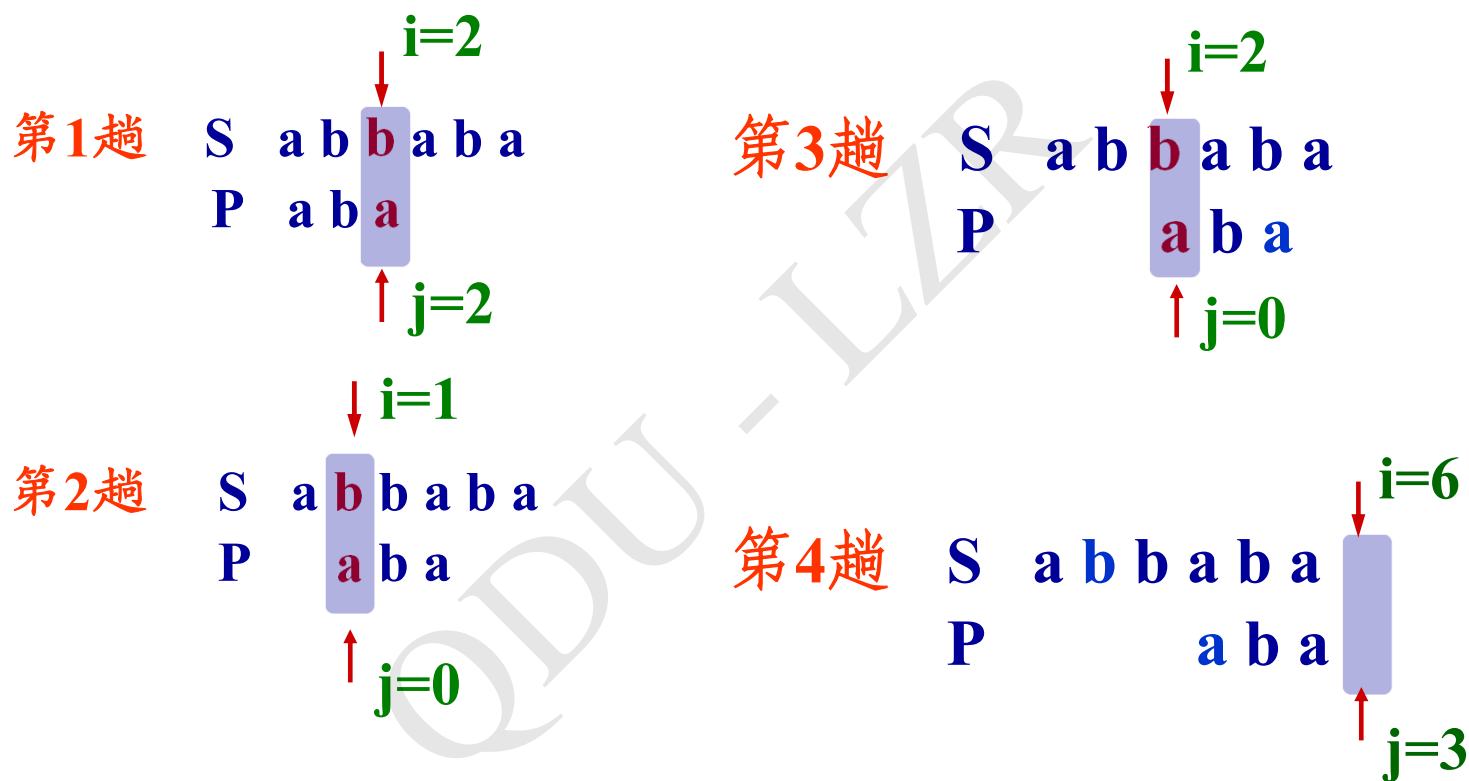 i=2
第1趟 S a b b a b a
P a b a
j=2
i=1
第2趟 S a b b a b a
P a b a
j=0
i=2
第3趟 S a b b a b a
P a b a
j=0
i=6
第4趟 S a b b a b a
P a b a
j=3
QDU - LZR